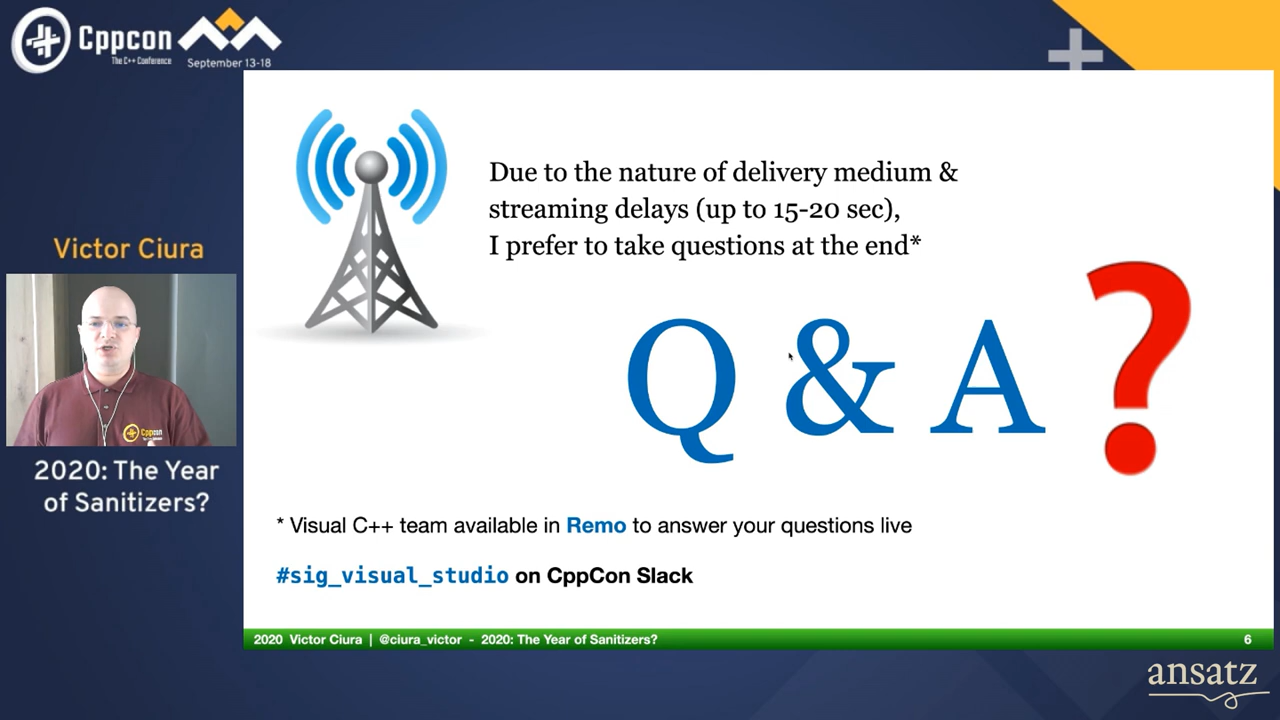 Cppcon
The C++ Conference
September 13-18
Due to the nature of delivery medium &
streaming delays (up to 15-20 sec),
I prefer to take questions at the end*
Victor Ciura
Cppcon
2020: The Year
of Sanitizers?
Q & A ?
* Visual C++ team available in Remo to answer your questions live
#sig_visual_studio on CppCon Slack
2020 Victor Ciura | @ciura_victor - 2020: The Year of Sanitizers?
6
ansatz